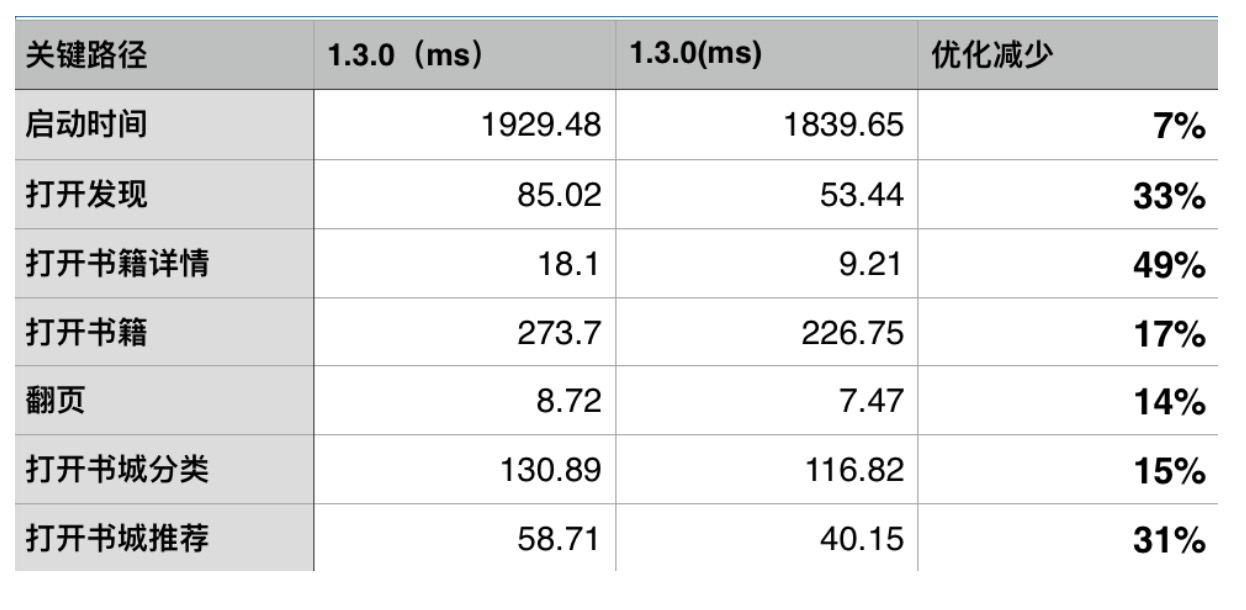 关键路径 1.3.0（ms） 1.3.0(ms) 优化减少
启动时间 1929.48 1839.65 7%
打开发现 85.02 53.44 33%
打开书籍详情 18.1 9.21 49%
打开书籍 273.7 226.75 17%
翻页 8.72 7.47 14%
打开书城分类 130.89 116.82 15%
打开书城推荐 58.71 40.15 31%